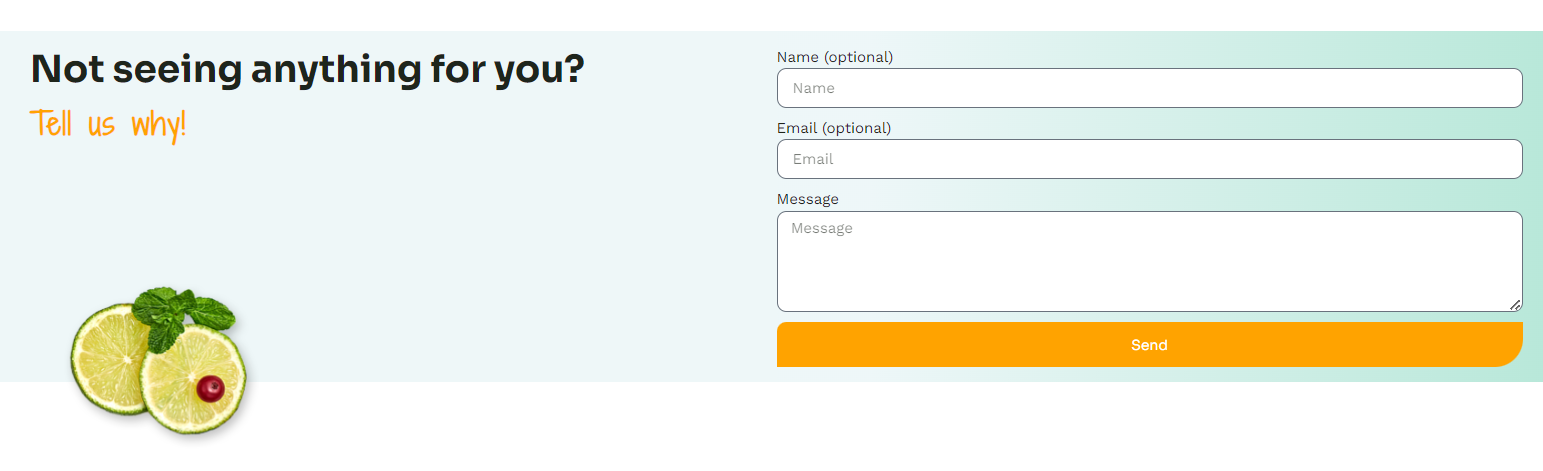 Not seeing anything for you?
Tell us why!
Name (optional)
Name
Email (optional)
Email
Message
Message
Send